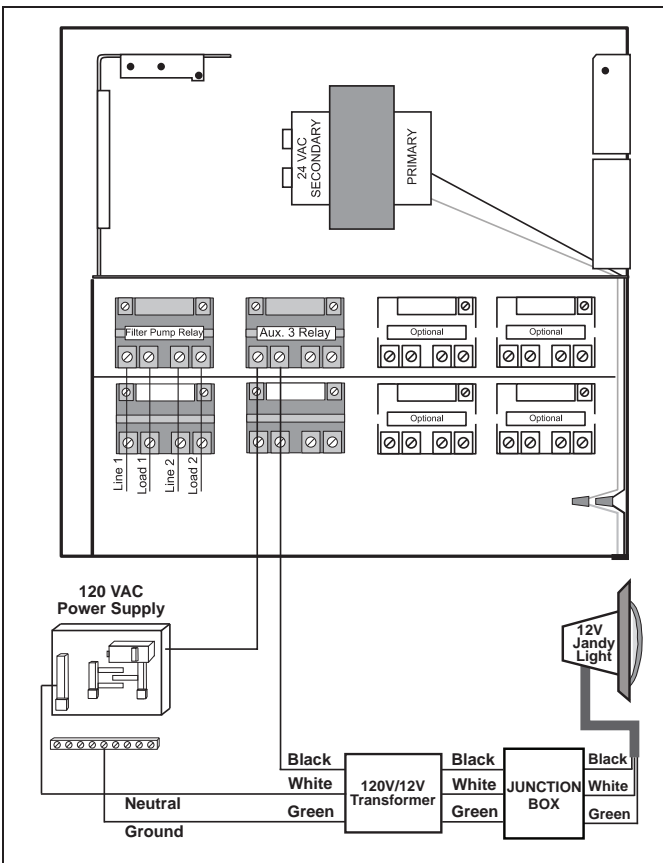 24 VAC
SECONDARY
PRIMARY
Filter Pump Relay
Aux. 3 Relay
Optional
Optional
Optional
Optional
Line 1
Load 1
Line 2
Load 2
120 VAC
Power Supply
12V
Jandy
Light
Black
White
Green
Neutral
Ground
120V/12V
Transformer
Black
White
Green
JUNCTION
BOX
Black
White
Green